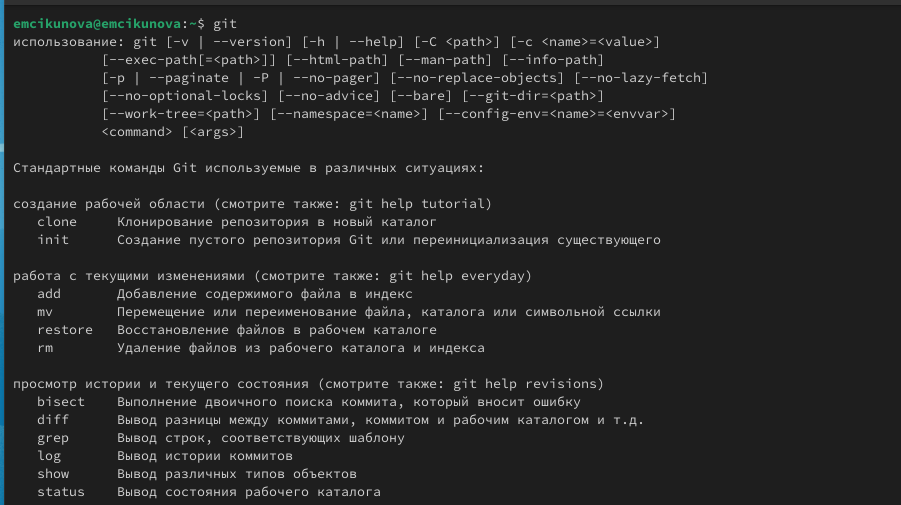 emcikunova@emcikunova:~$ git
использование: git [-v | --version] [-h | --help] [-C <path>] [-c <name>=<value>]
           [--exec-path[=<path>]] [--html-path] [--man-path] [--info-path]
           [-p | --paginate | -P | --no-pager] [--no-replace-objects] [--no-lazy-fetch]
           [--no-optional-locks] [--no-advice] [--bare] [--git-dir=<path>]
           [--work-tree=<path>] [--namespace=<name>] [--config-env=<name>=<envvar>]
           <command> [<args>]

Стандартные команды Git используемые в различных ситуациях:

создание рабочей области (смотрите также: git help tutorial)
   clone     Клонирование репозитория в новый каталог
   init      Создание пустого репозитория Git или переинициализация существующего

работа с текущими изменениями (смотрите также: git help everyday)
   add       Добавление содержимого файла в индекс
   mv        Перемещение или переименование файла, каталога или символьной ссылки
   restore   Восстановление файлов в рабочем каталоге
   rm        Удаление файлов из рабочего каталога и индекса

просмотр истории и текущего состояния (смотрите также: git help revisions)
   bisect    Выполнение двоичного поиска коммита, который вносит ошибку
   diff      Вывод разницы между коммитами, коммитом и рабочим каталогом и т.д.
   grep      Вывод строк, соответствующих шаблону
   log       Вывод истории коммитов
   show      Вывод различных типов объектов
   status    Вывод состояния рабочего каталога